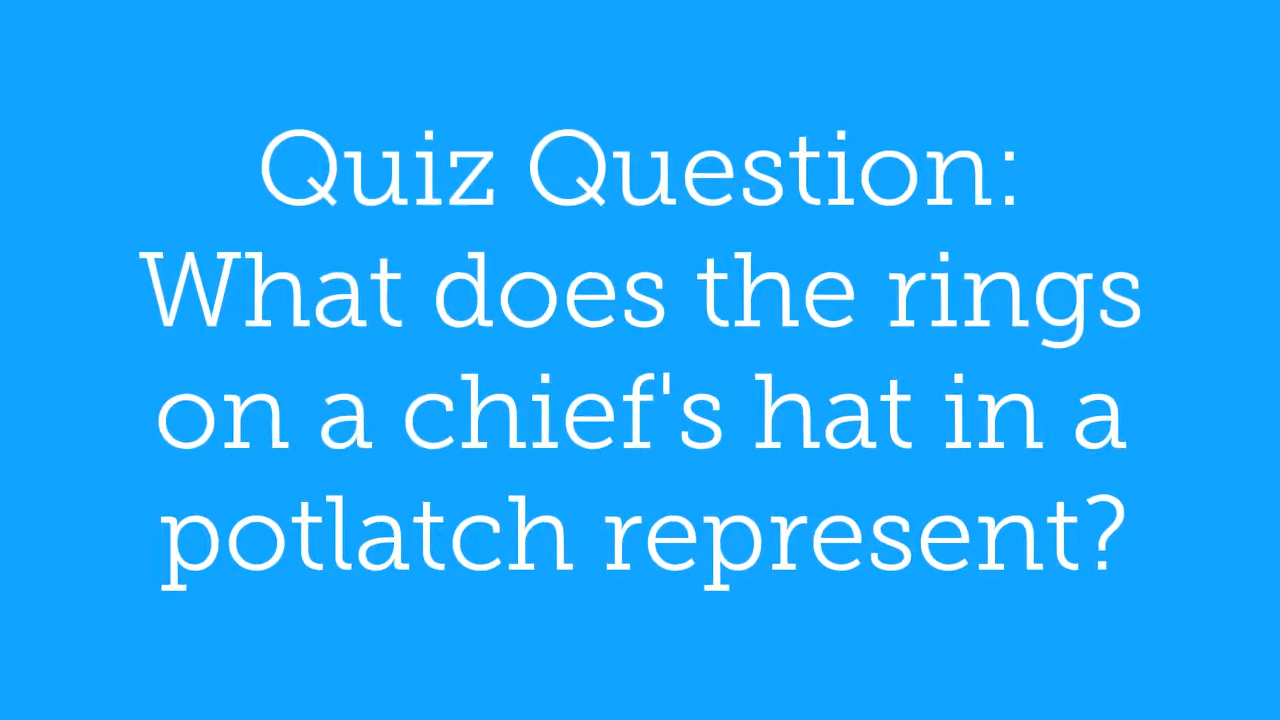 Quiz Question:
What does the rings
on a chief's hat in a
potlatch represent?